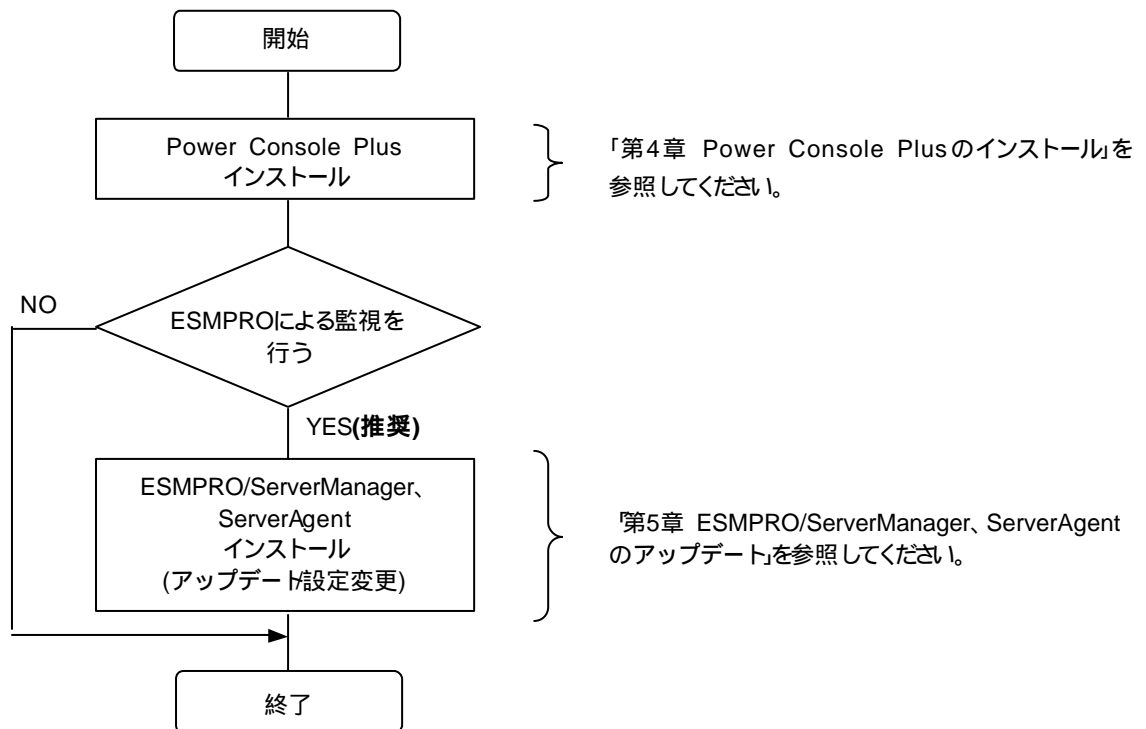 開始
Power Console Plus
インストール
「第4章 Power Console Plusのインストール」を
参照してください。
NO
ESMPROによる監視を
行う
YES(推奨)
ESMPRO/ServerManager、
ServerAgent
インストール
(アップデート/設定変更)
「第5章 ESMPRO/ServerManager、ServerAgent
のアップデート」を参照してください。
終了